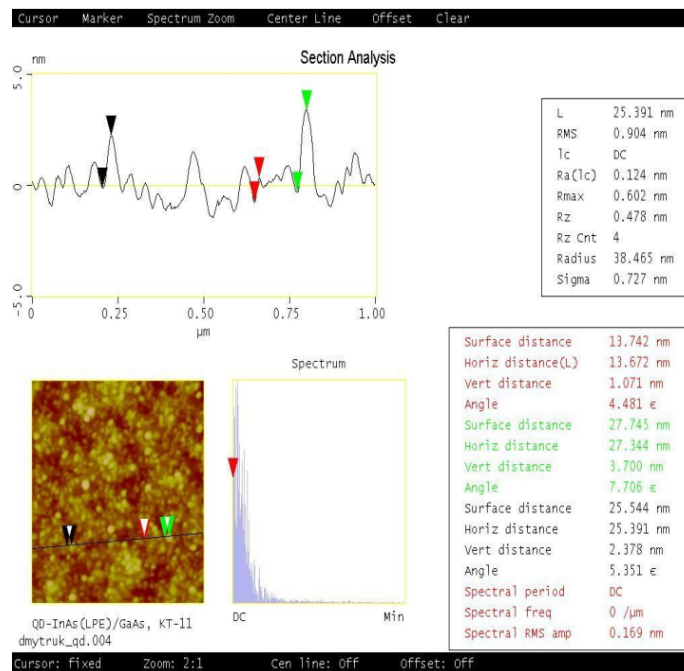 Cursor Marker Spectrum Zoom Center Line Offset Clear
Section Analysis
nm
5.0
0
-5.0
0 0.25 0.50 0.75 1.00
µm
L 25.391 nm
RMS 0.904 nm
lc DC
Ra(lc) 0.124 nm
Rmax 0.602 nm
Rz 0.478 nm
Rz Cnt 4
Radius 38.465 nm
Sigma 0.727 nm
Spectrum
DC Min
Surface distance 13.742 nm
Horiz distance(L) 13.672 nm
Vert distance 1.071 nm
Angle 4.481 є
Surface distance 27.745 nm
Horiz distance 27.344 nm
Vert distance 3.700 nm
Angle 7.706 є
Surface distance 25.544 nm
Horiz distance 25.391 nm
Vert distance 2.378 nm
Angle 5.351 є
Spectral period DC
Spectral freq 0 /µm
Spectral RMS amp 0.169 nm
QD-InAs(LPE)/GaAs, KT-11
dmytruk_qd.004
Cursor: fixed Zoom: 2:1 Cen line: Off Offset: Off